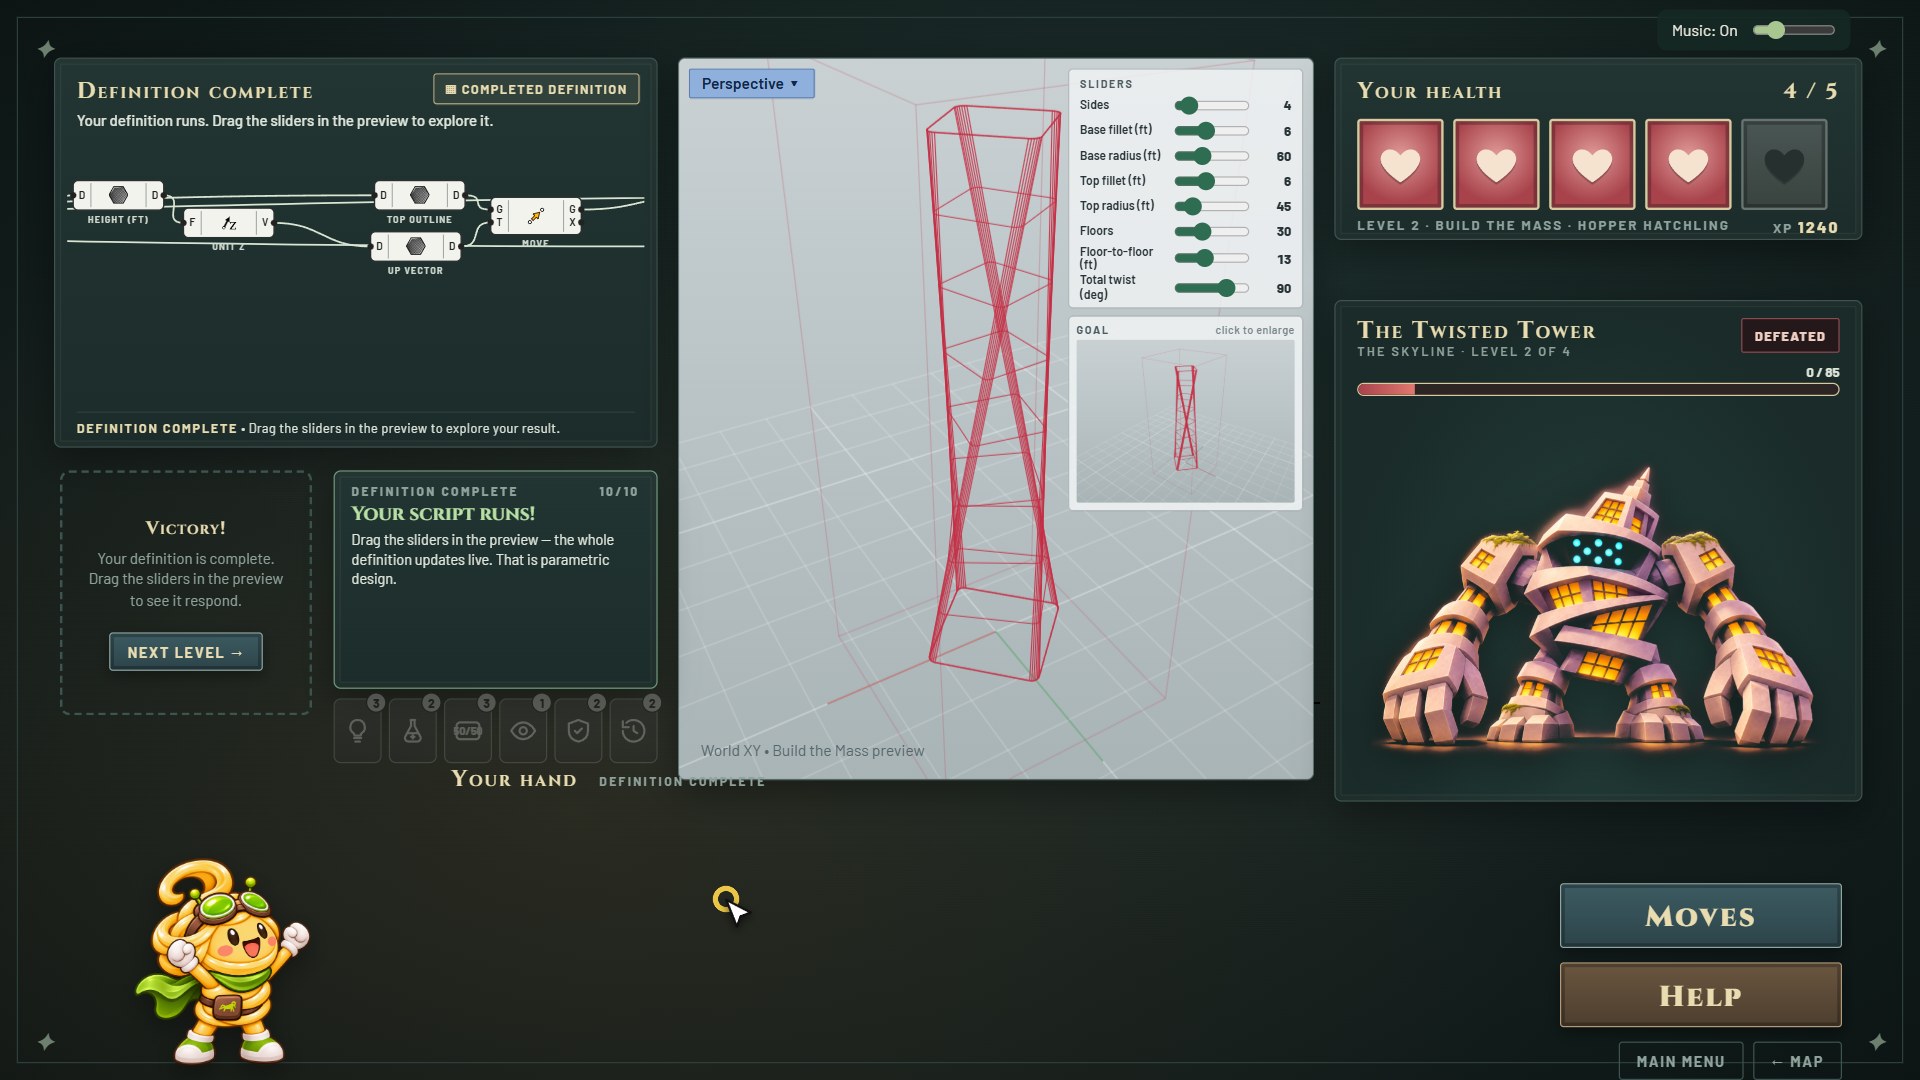 Music: On
Definition complete
COMPLETED DEFINITION
Your definition runs. Drag the sliders in the preview to explore it.
D D
HEIGHT (FT)
F V
UNIT Z
D D
TOP OUTLINE
D D
UP VECTOR
G G
T X
MOVE
DEFINITION COMPLETE • Drag the sliders in the preview to explore your result.
Victory!
Your definition is complete.
Drag the sliders in the preview
to see it respond.
NEXT LEVEL →
DEFINITION COMPLETE 10/10
Your script runs!
Drag the sliders in the preview — the whole
definition updates live. That is parametric
design.
3 2 3 1 2 2
50/50
Your hand DEFINITION COMPLETE
Perspective ▼
SLIDERS
Sides 4
Base fillet (ft) 6
Base radius (ft) 60
Top fillet (ft) 6
Top radius (ft) 45
Floors 30
Floor-to-floor
(ft) 13
Total twist
(deg) 90
GOAL click to enlarge
World XY • Build the Mass preview
Your health 4 / 5
LEVEL 2 · BUILD THE MASS · HOPPER HATCHLING XP 1240
The Twisted Tower
DEFEATED
THE SKYLINE · LEVEL 2 OF 4
0 / 85
Moves
Help
MAIN MENU
← MAP